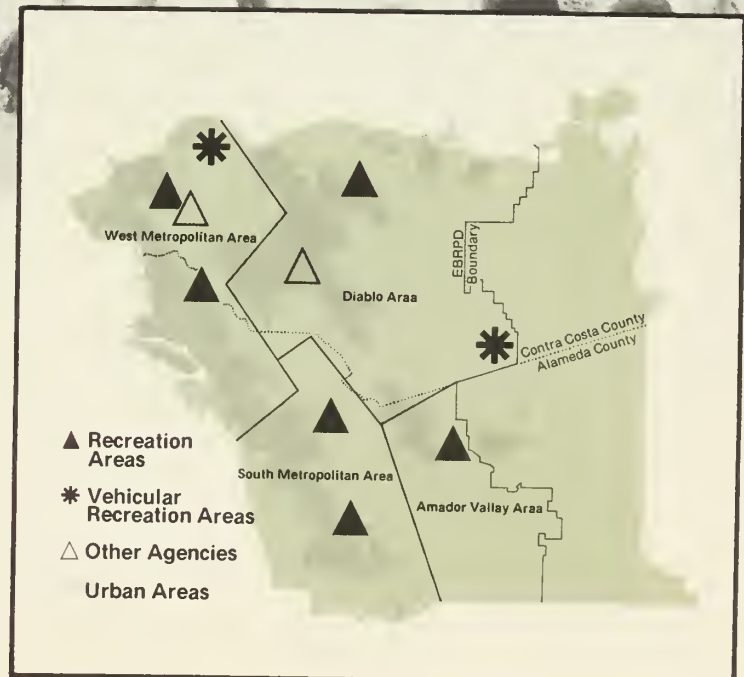 West Metropolitan Area
Diablo Araa
EBRPD
Boundary
Contra Costa County
Alameda County
South Metropolitan Area
Amador Vallay Araa
▲ Recreation
Areas
✱ Vehicular
Recreation Areas
△ Other Agencies
Urban Areas